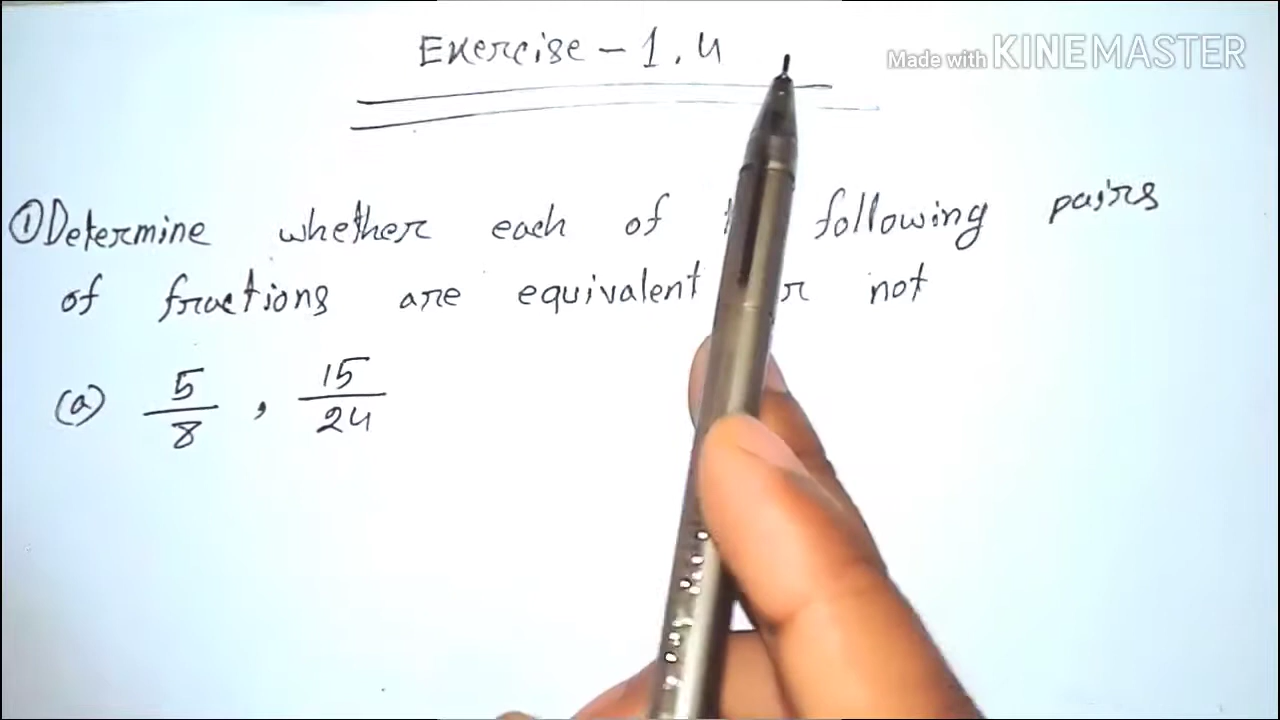 Exercise - 1.4
Made with KINEMASTER
① Determine whether each of following pairs
of fractions are equivalent not
(a) 5/8 , 15/24